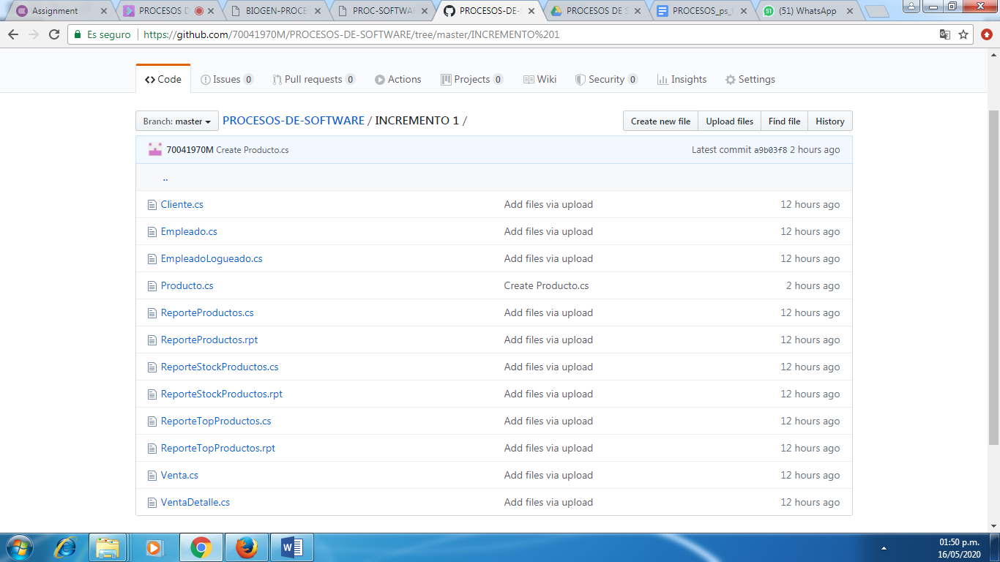 Assignment
PROCESOS D
BIOGEN-PROCE
PROC-SOFTWA
PROCESOS-DE-S
PROCESOS DE S
PROCESOS_ps_
(51) WhatsApp
Es seguro
https://github.com/70041970M/PROCESOS-DE-SOFTWARE/tree/master/INCREMENTO%201
Code
Issues 0
Pull requests 0
Actions
Projects 0
Wiki
Security 0
Insights
Settings
Branch: master
PROCESOS-DE-SOFTWARE / INCREMENTO 1 /
Create new file
Upload files
Find file
History
70041970M Create Producto.cs
Latest commit a9b03f8 2 hours ago
..
Cliente.cs Add files via upload 12 hours ago
Empleado.cs Add files via upload 12 hours ago
EmpleadoLogueado.cs Add files via upload 12 hours ago
Producto.cs Create Producto.cs 2 hours ago
ReporteProductos.cs Add files via upload 12 hours ago
ReporteProductos.rpt Add files via upload 12 hours ago
ReporteStockProductos.cs Add files via upload 12 hours ago
ReporteStockProductos.rpt Add files via upload 12 hours ago
ReporteTopProductos.cs Add files via upload 12 hours ago
ReporteTopProductos.rpt Add files via upload 12 hours ago
Venta.cs Add files via upload 12 hours ago
VentaDetalle.cs Add files via upload 12 hours ago
01:50 p.m.
16/05/2020